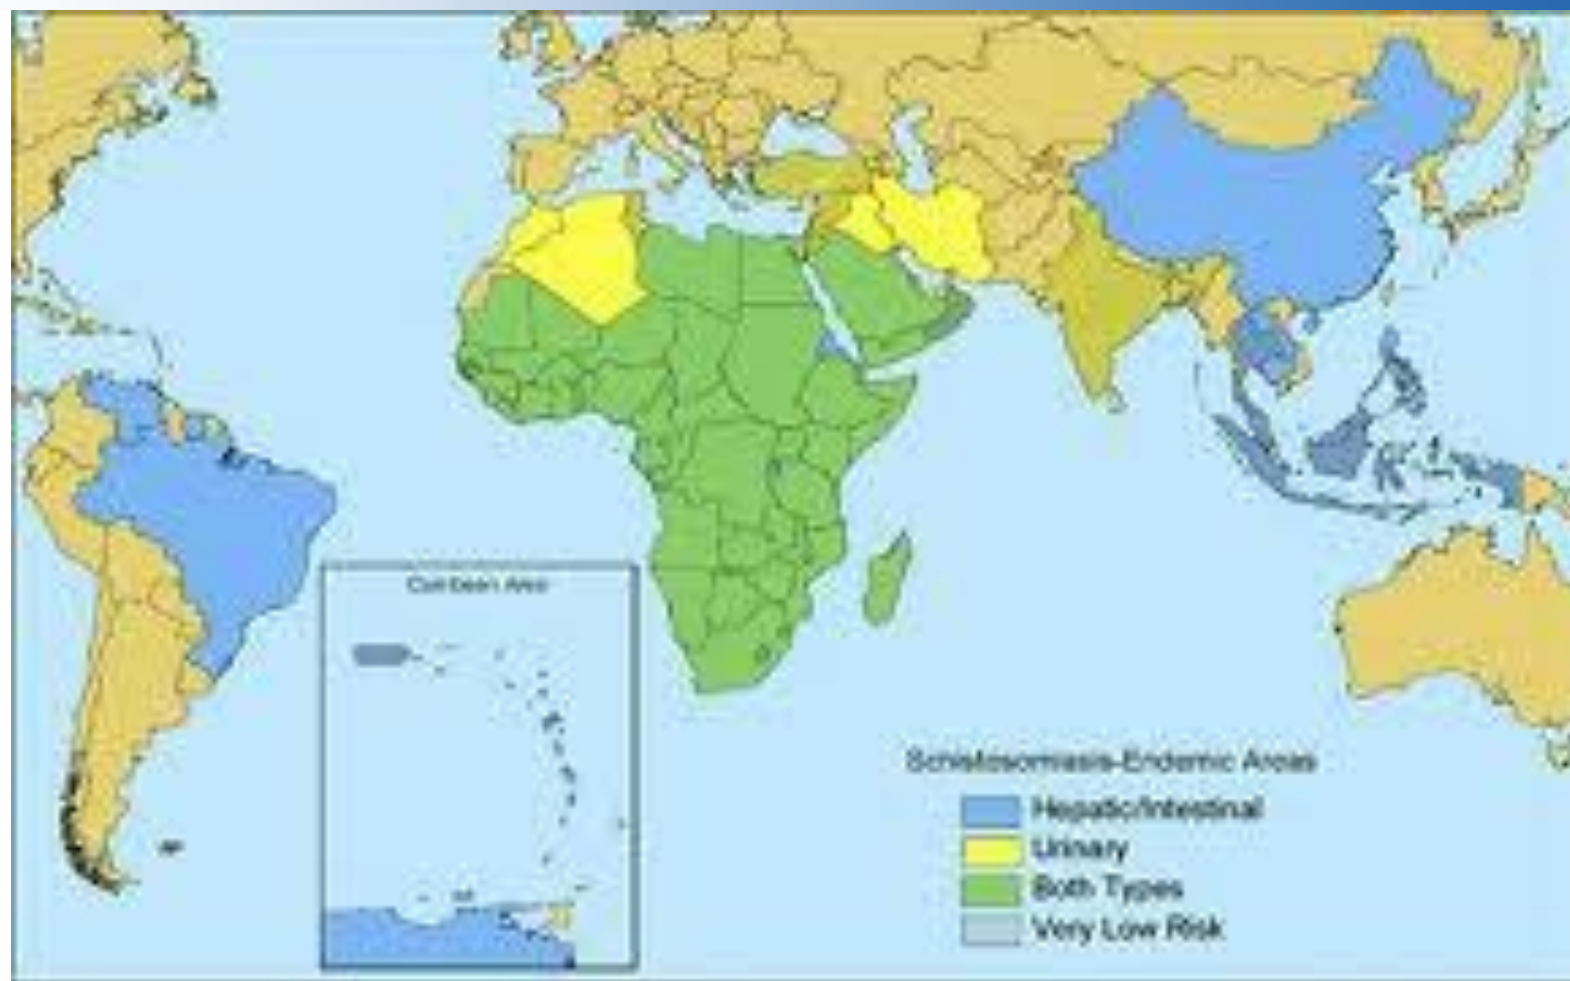 Caribbean Area
Schistosomiasis-Endemic Areas
Hepatic/Intestinal
Urinary
Both Types
Very Low Risk